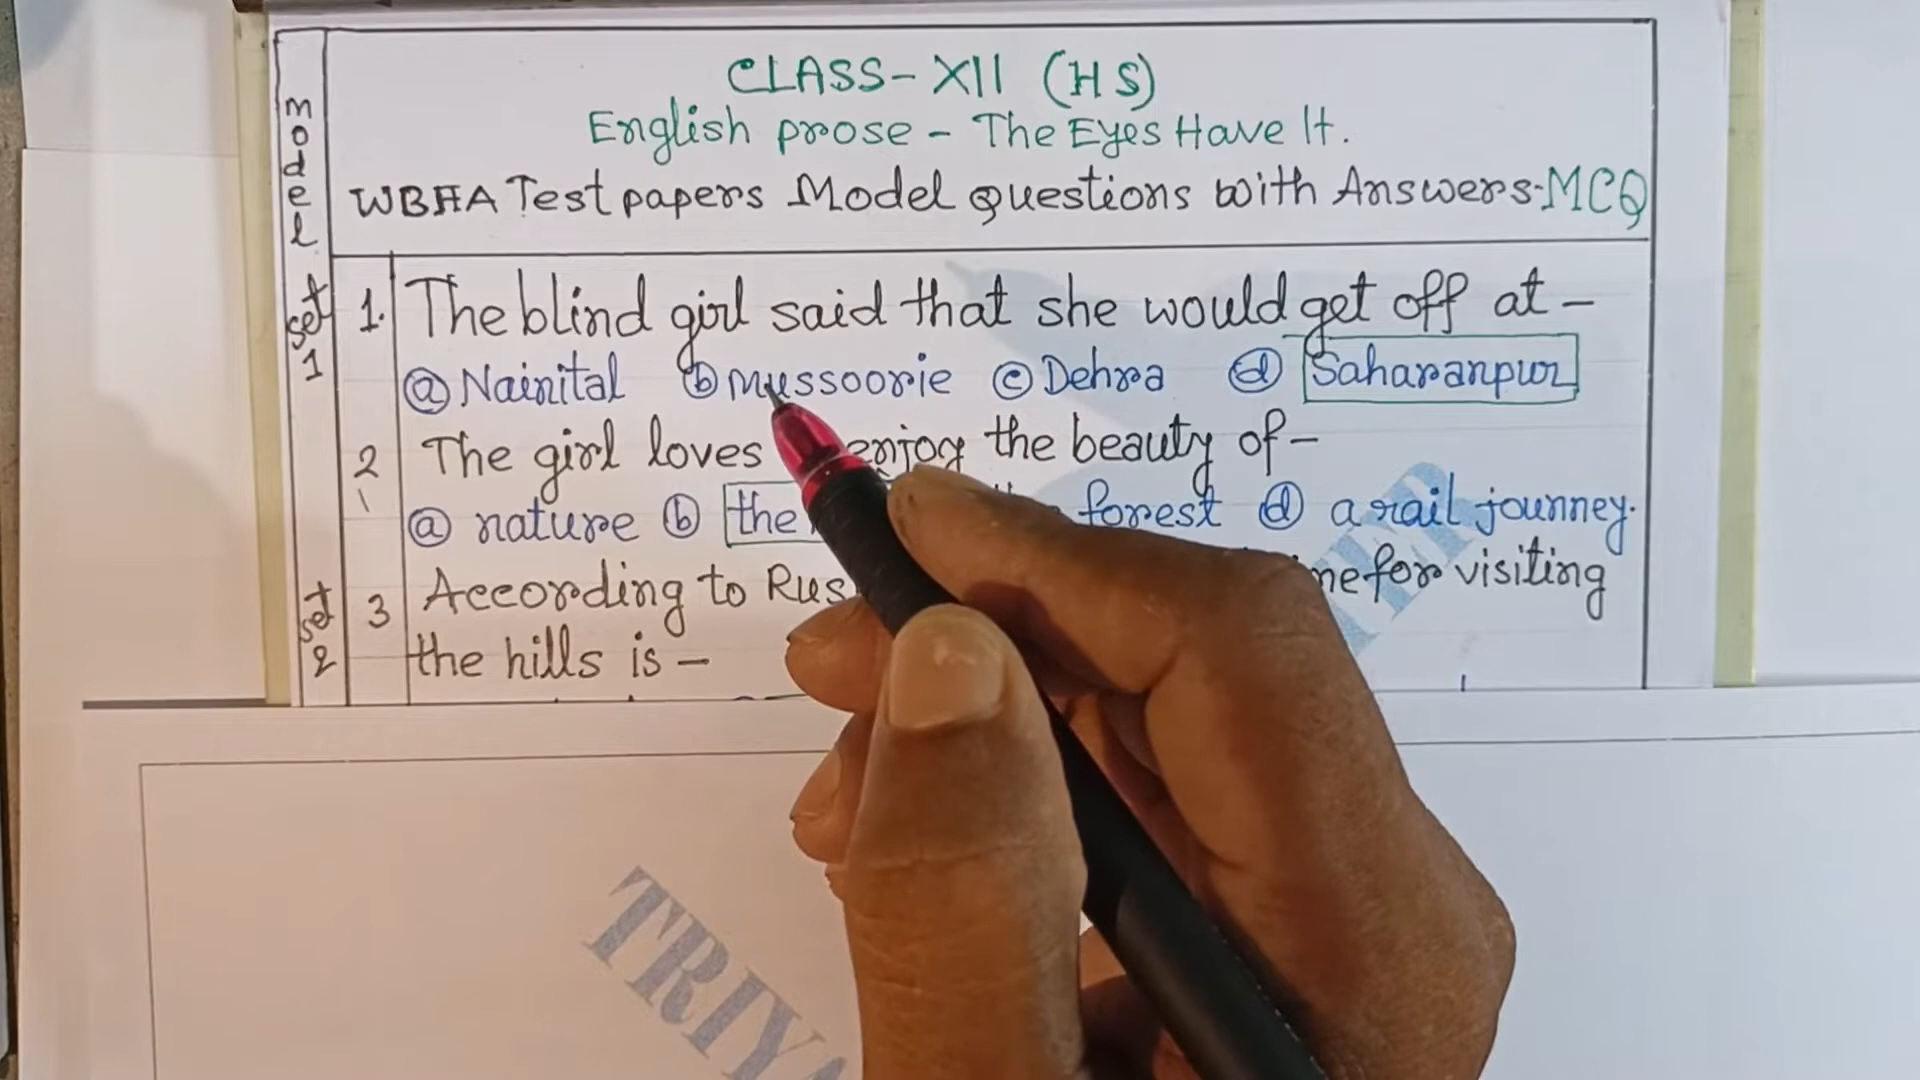 CLASS-XII (HS)
English prose - The Eyes Have It.
WBHA Test papers Model questions with Answers-MCQ
Model set 1
1. The blind girl said that she would get off at -
(a) Nainital (b) mussoorie (c) Dehra (d) Saharanpur
2 The girl loves enjoy the beauty of -
(a) nature (b) the forest (d) a rail journey.
set 2
3 According to Rus for visiting
the hills is -
TRIYA